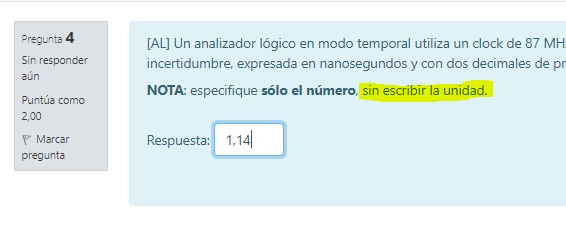 Pregunta 4
Sin responder
aún
Puntúa como
2,00
Marcar
pregunta
[AL] Un analizador lógico en modo temporal utiliza un clock de 87
incertidumbre, expresada en nanosegundos y con dos decimales de
NOTA: especifique sólo el número, sin escribir la unidad.
Respuesta: 1,14